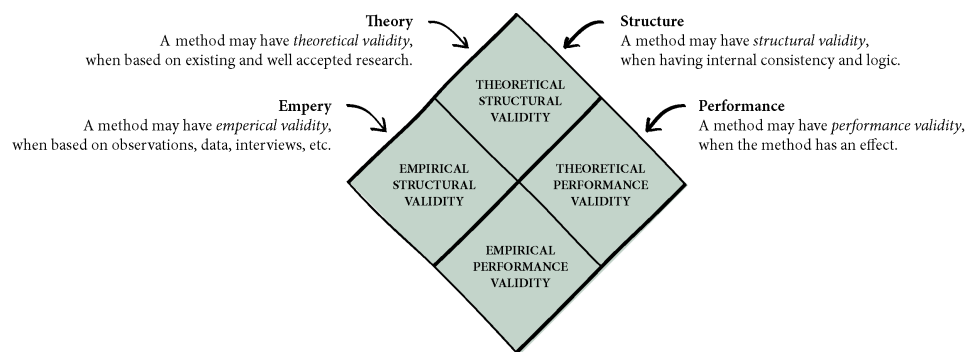 Theory
A method may have theoretical validity,
when based on existing and well accepted research.
Structure
A method may have structural validity,
when having internal consistency and logic.
Empery
A method may have emperical validity,
when based on observations, data, interviews, etc.
Performance
A method may have performance validity,
when the method has an effect.
THEORETICAL
STRUCTURAL
VALIDITY
EMPIRICAL
STRUCTURAL
VALIDITY
THEORETICAL
PERFORMANCE
VALIDITY
EMPIRICAL
PERFORMANCE
VALIDITY